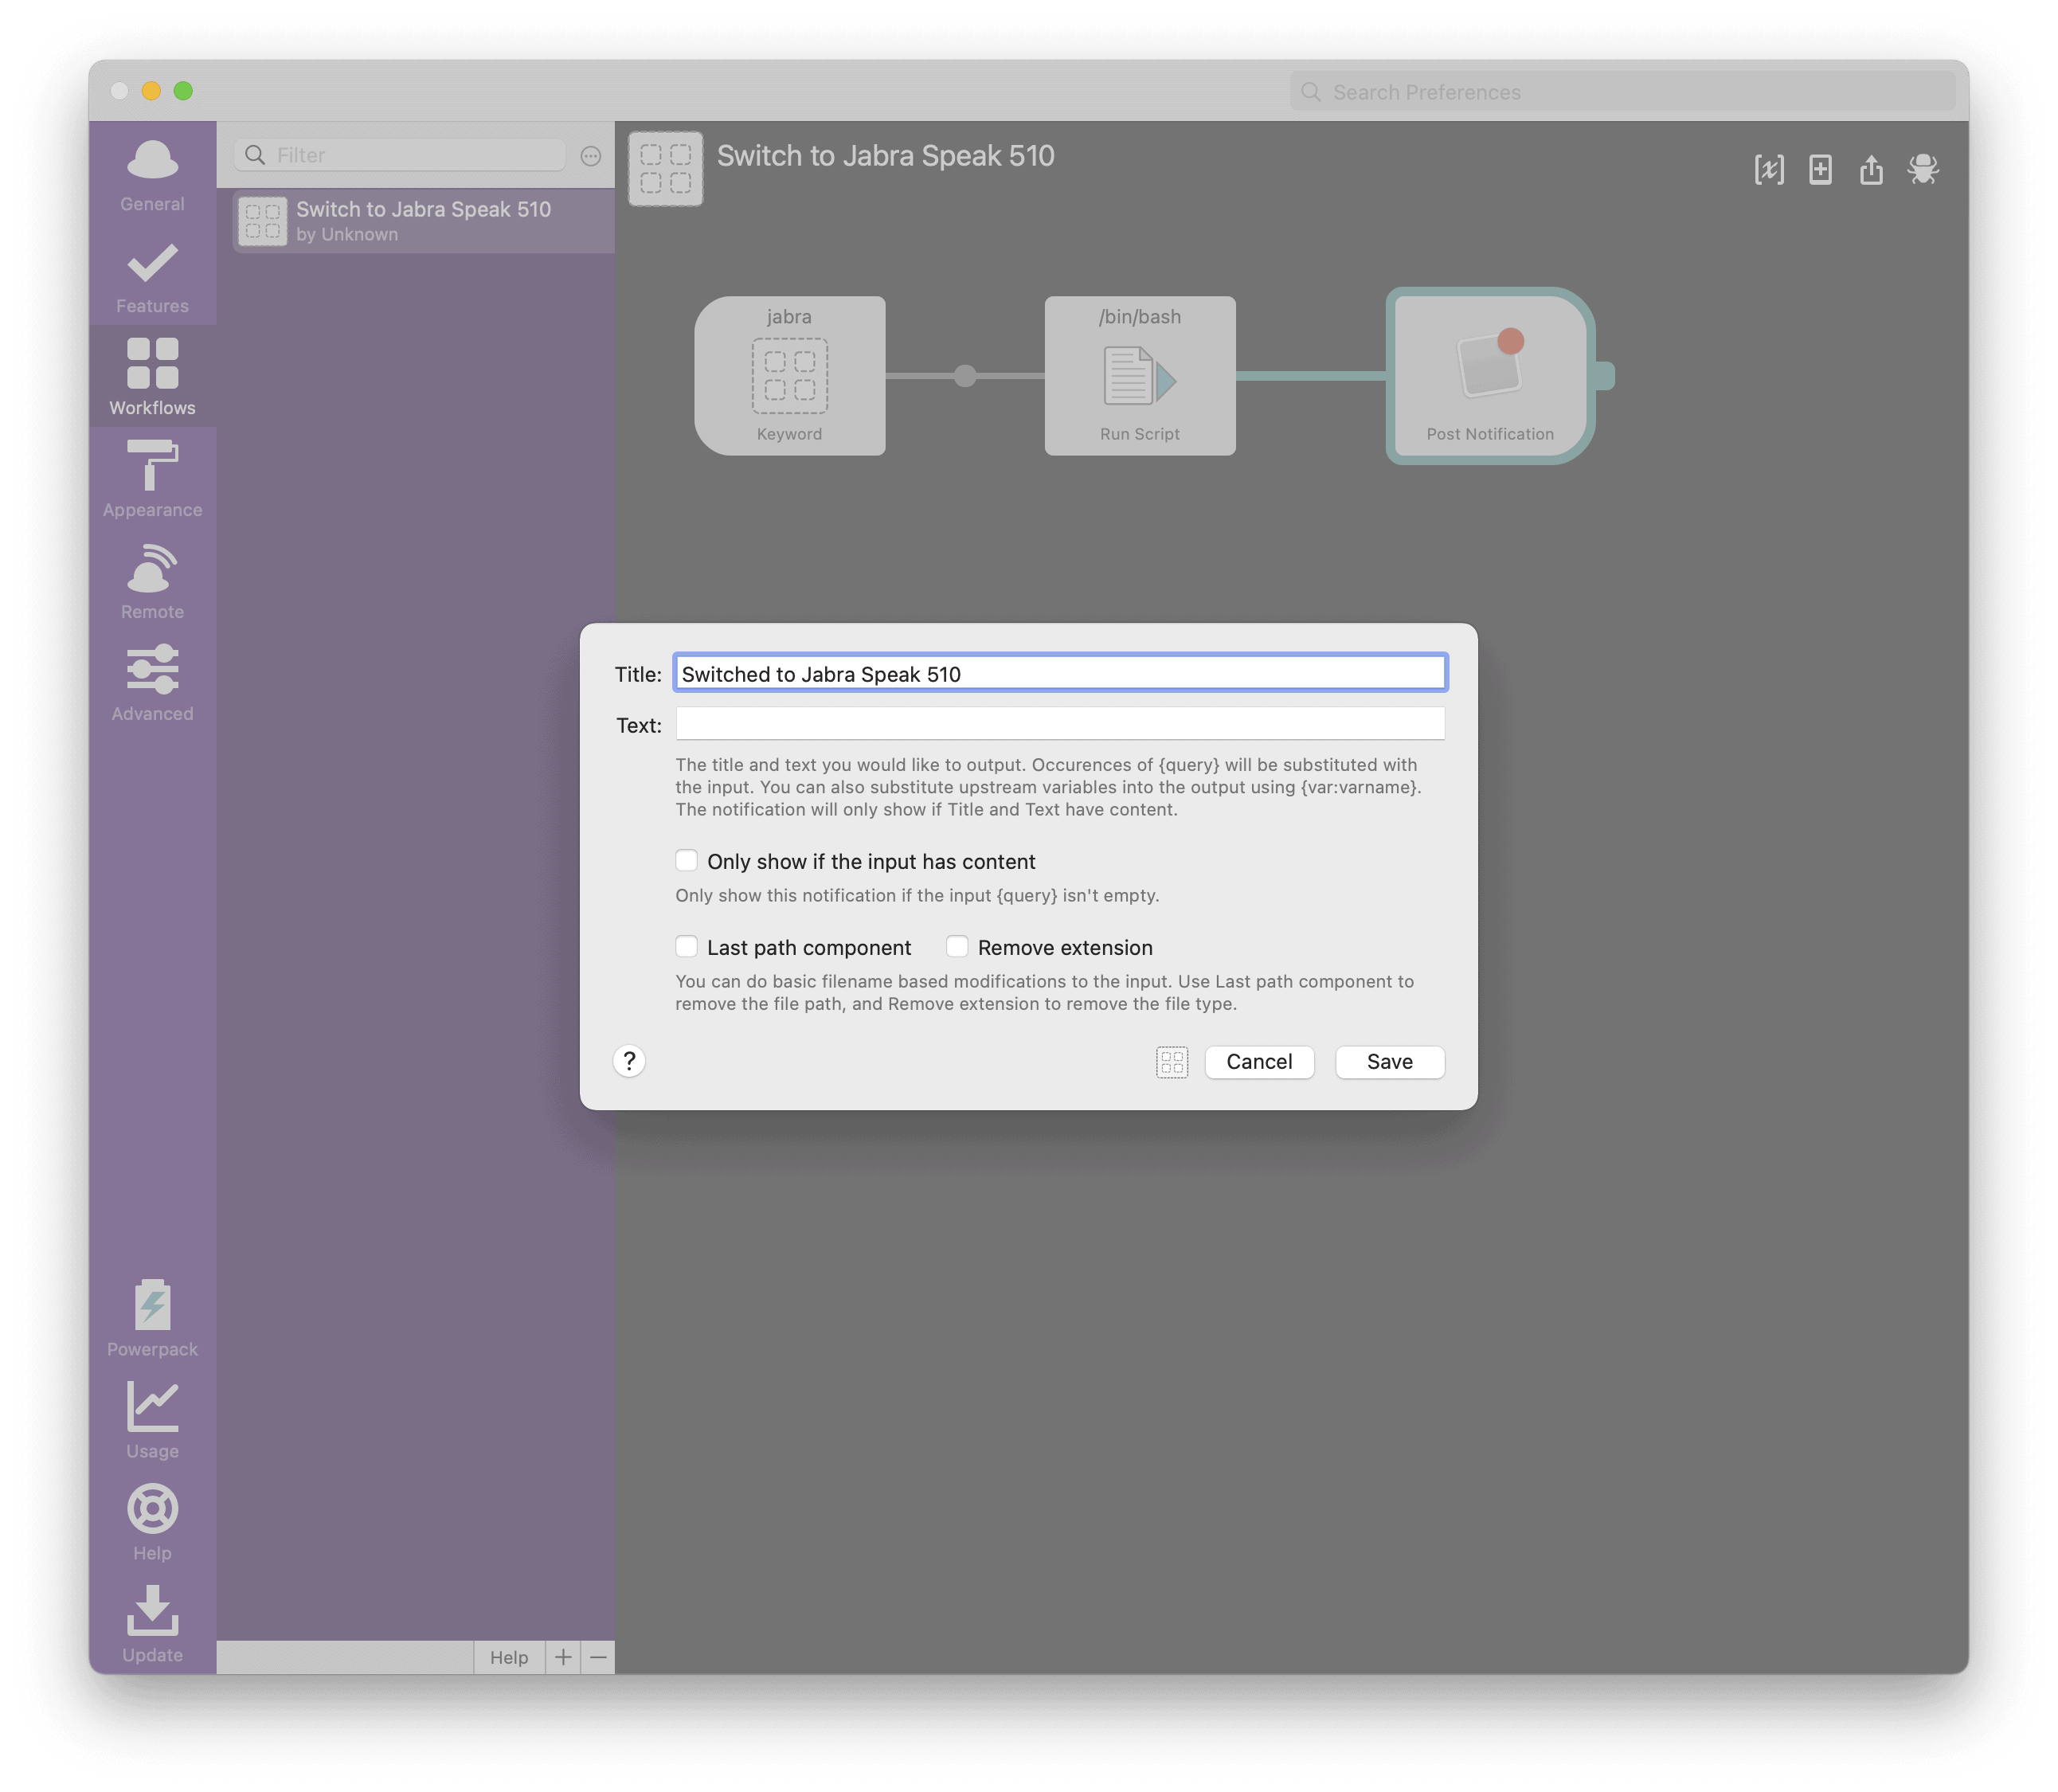 Search Preferences
General
Features
Workflows
Appearance
Remote
Advanced
Powerpack
Usage
Help
Update
Filter
Switch to Jabra Speak 510
by Unknown
Help
Switch to Jabra Speak 510
jabra
Keyword
/bin/bash
Run Script
Post Notification
Title: Switched to Jabra Speak 510
Text:
The title and text you would like to output. Occurences of {query} will be substituted with
the input. You can also substitute upstream variables into the output using {var:varname}.
The notification will only show if Title and Text have content.
Only show if the input has content
Only show this notification if the input {query} isn't empty.
Last path component Remove extension
You can do basic filename based modifications to the input. Use Last path component to
remove the file path, and Remove extension to remove the file type.
? Cancel Save